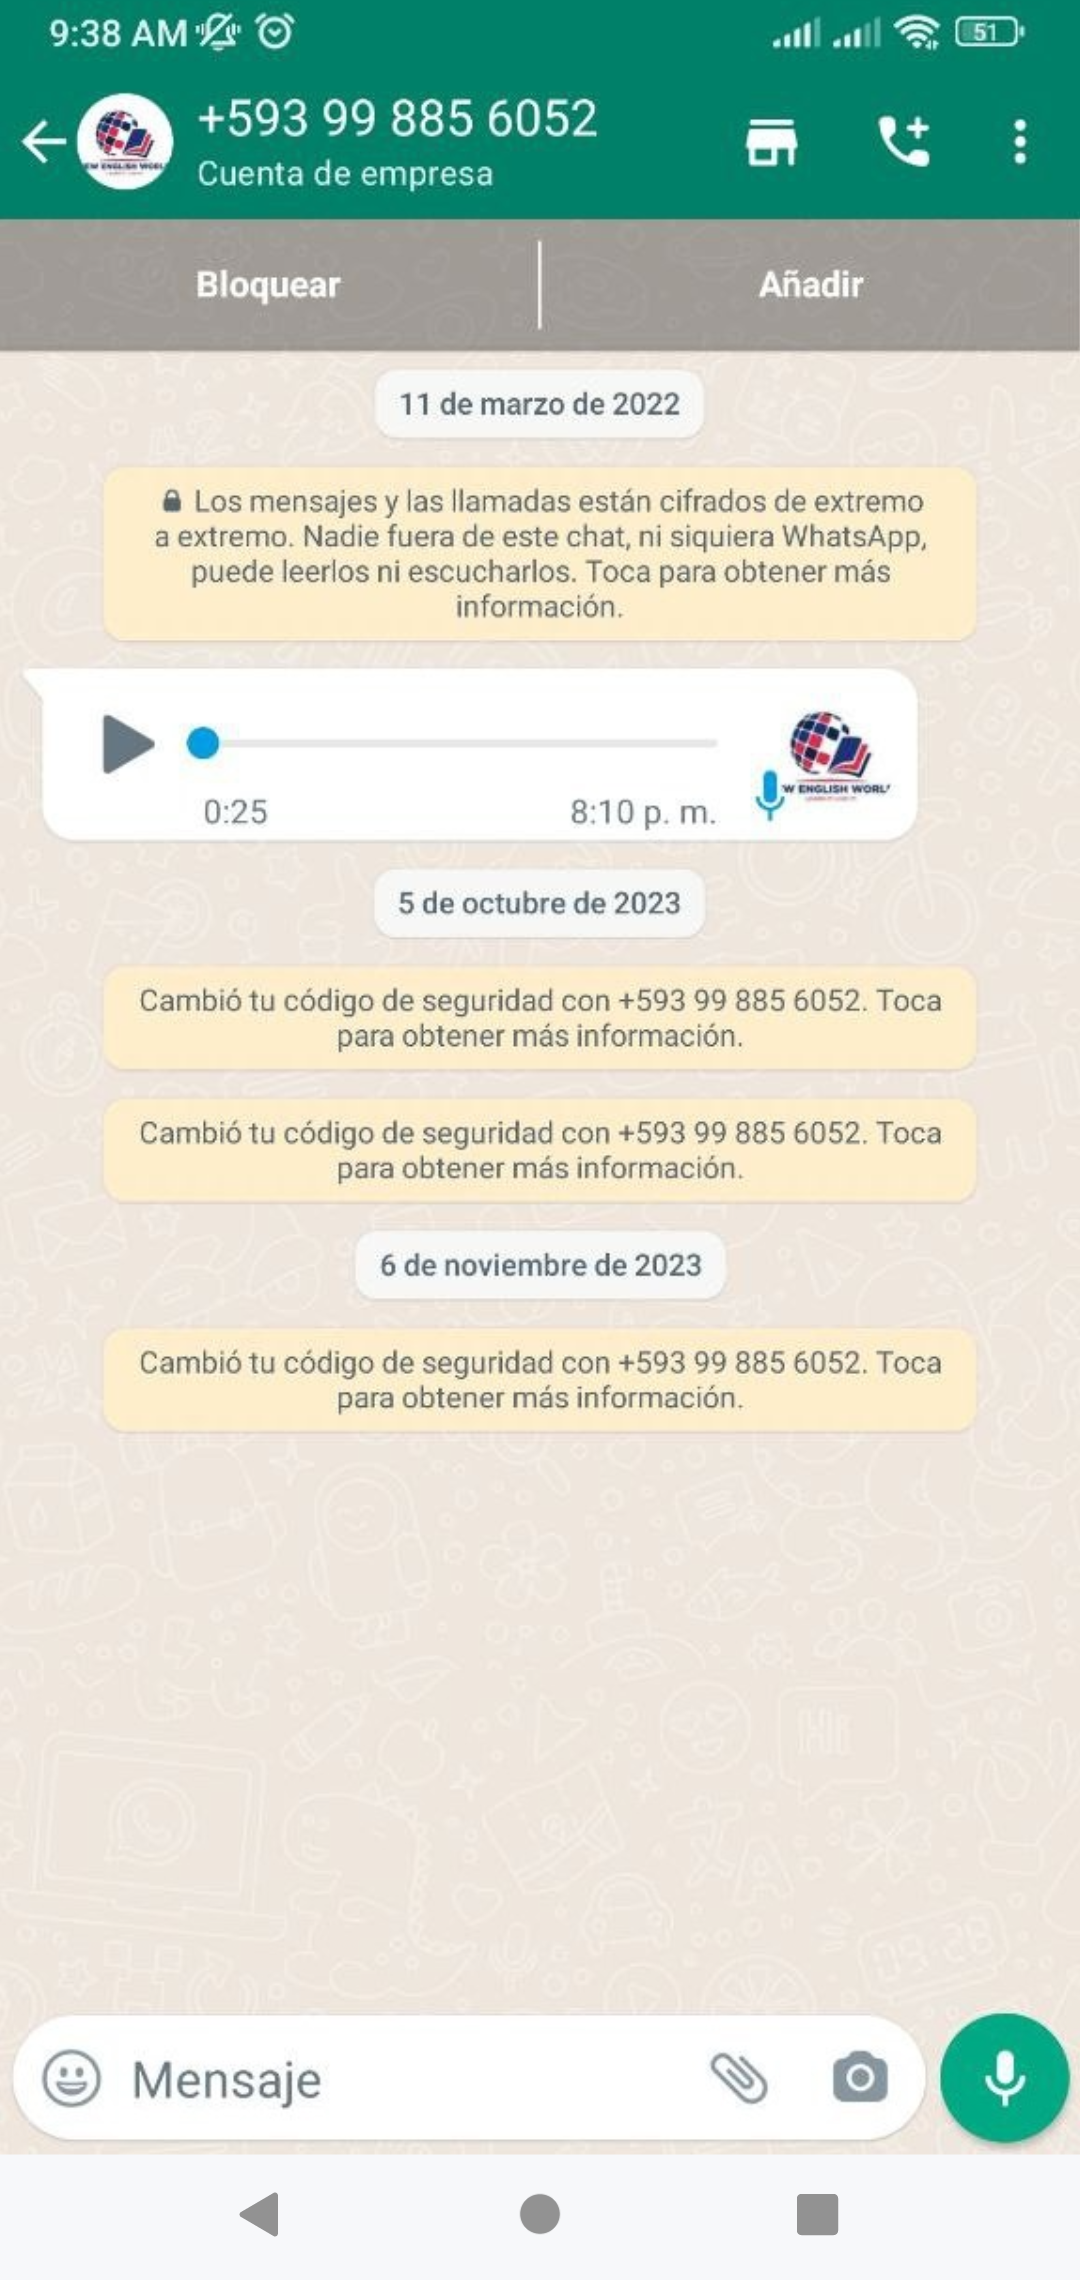 9:38 AM
51
+593 99 885 6052
Cuenta de empresa
Bloquear
Añadir
11 de marzo de 2022
Los mensajes y las llamadas están cifrados de extremo
a extremo. Nadie fuera de este chat, ni siquiera WhatsApp,
puede leerlos ni escucharlos. Toca para obtener más
información.
W ENGLISH WORL
0:25
8:10 p. m.
5 de octubre de 2023
Cambió tu código de seguridad con +593 99 885 6052. Toca
para obtener más información.
Cambió tu código de seguridad con +593 99 885 6052. Toca
para obtener más información.
6 de noviembre de 2023
Cambió tu código de seguridad con +593 99 885 6052. Toca
para obtener más información.
Mensaje